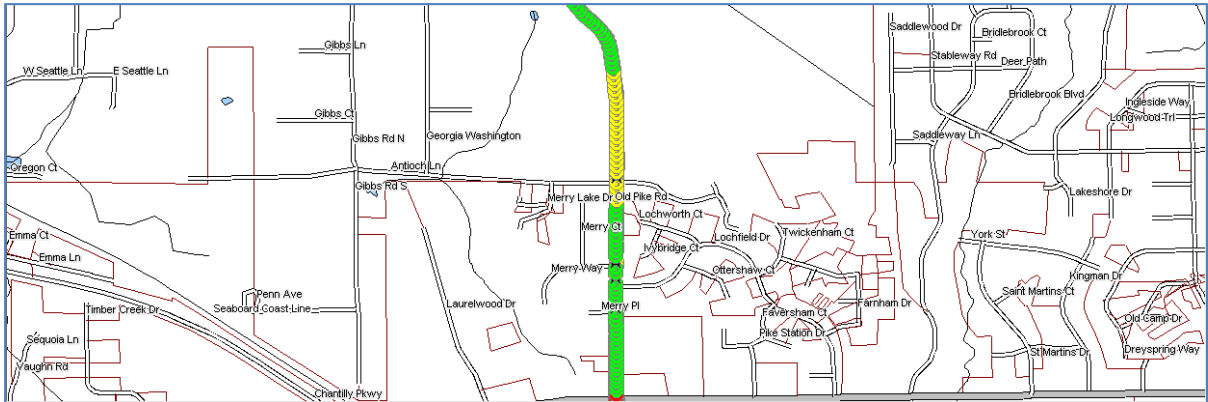 Saddlewood Dr
Bridlebrook Ct
Gibbs Ln
Stableway Rd
Deer Path
W Seattle Ln
E Seattle Ln
Bridlebrook Blvd
Ingleside Way
Longwood Trl
Gibbs Ct
Gibbs Rd N
Georgia Washington
Saddleway Ln
Oregon Ct
Antioch Ln
Gibbs Rd S
Merry Lake Dr
Old Pike Rd
Lakeshore Dr
Lochworth Ct
Merry Ct
Emma Ct
Lochfield Dr
Twickenham Ct
York St
Ivybridge Ct
Emma Ln
Merry Way
Ottershaw Ct
Kingman Dr
Penn Ave
Saint Martins Ct
Timber Creek Dr
Seaboard Coast Line
Laurelwood Dr
Merry Pl
Farnham Dr
Faversham Ct
Old Camp Dr
Sequoia Ln
Pike Station Dr
Vaughn Rd
St Martins Dr
Dreyspring Way
Chantilly Pkwy